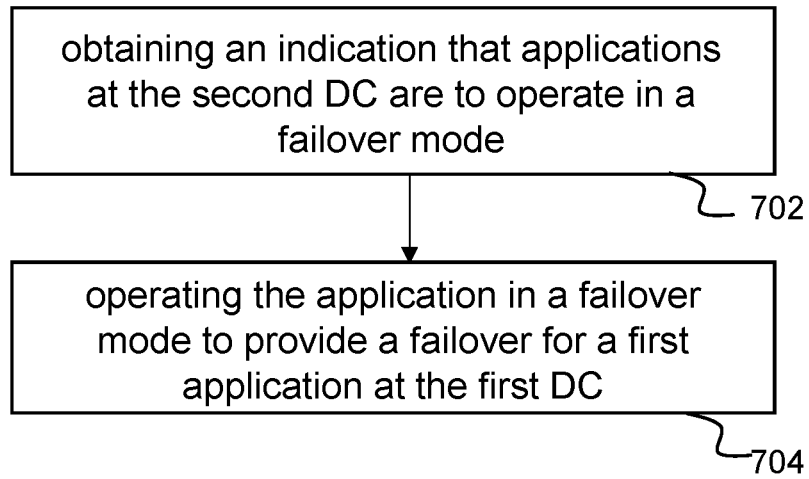 obtaining an indication that applications
at the second DC are to operate in a
failover mode
702
operating the application in a failover
mode to provide a failover for a first
application at the first DC
704